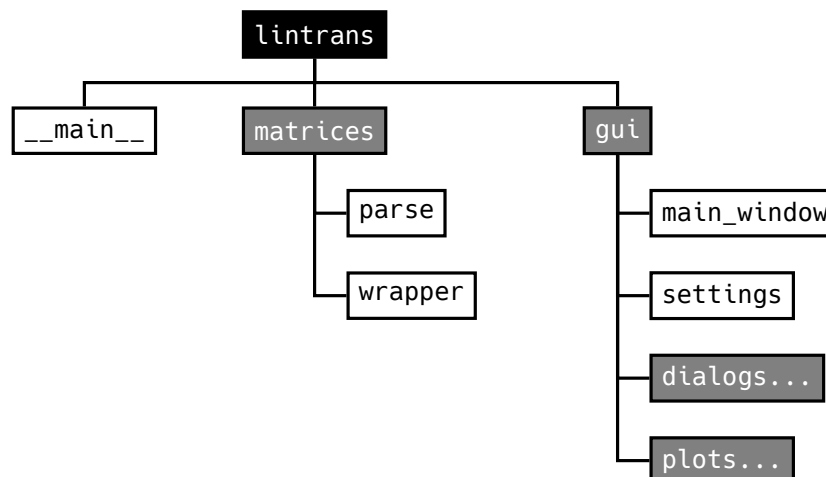 lintrans
__main__
matrices
gui
parse
main_window
wrapper
settings
dialogs...
plots...